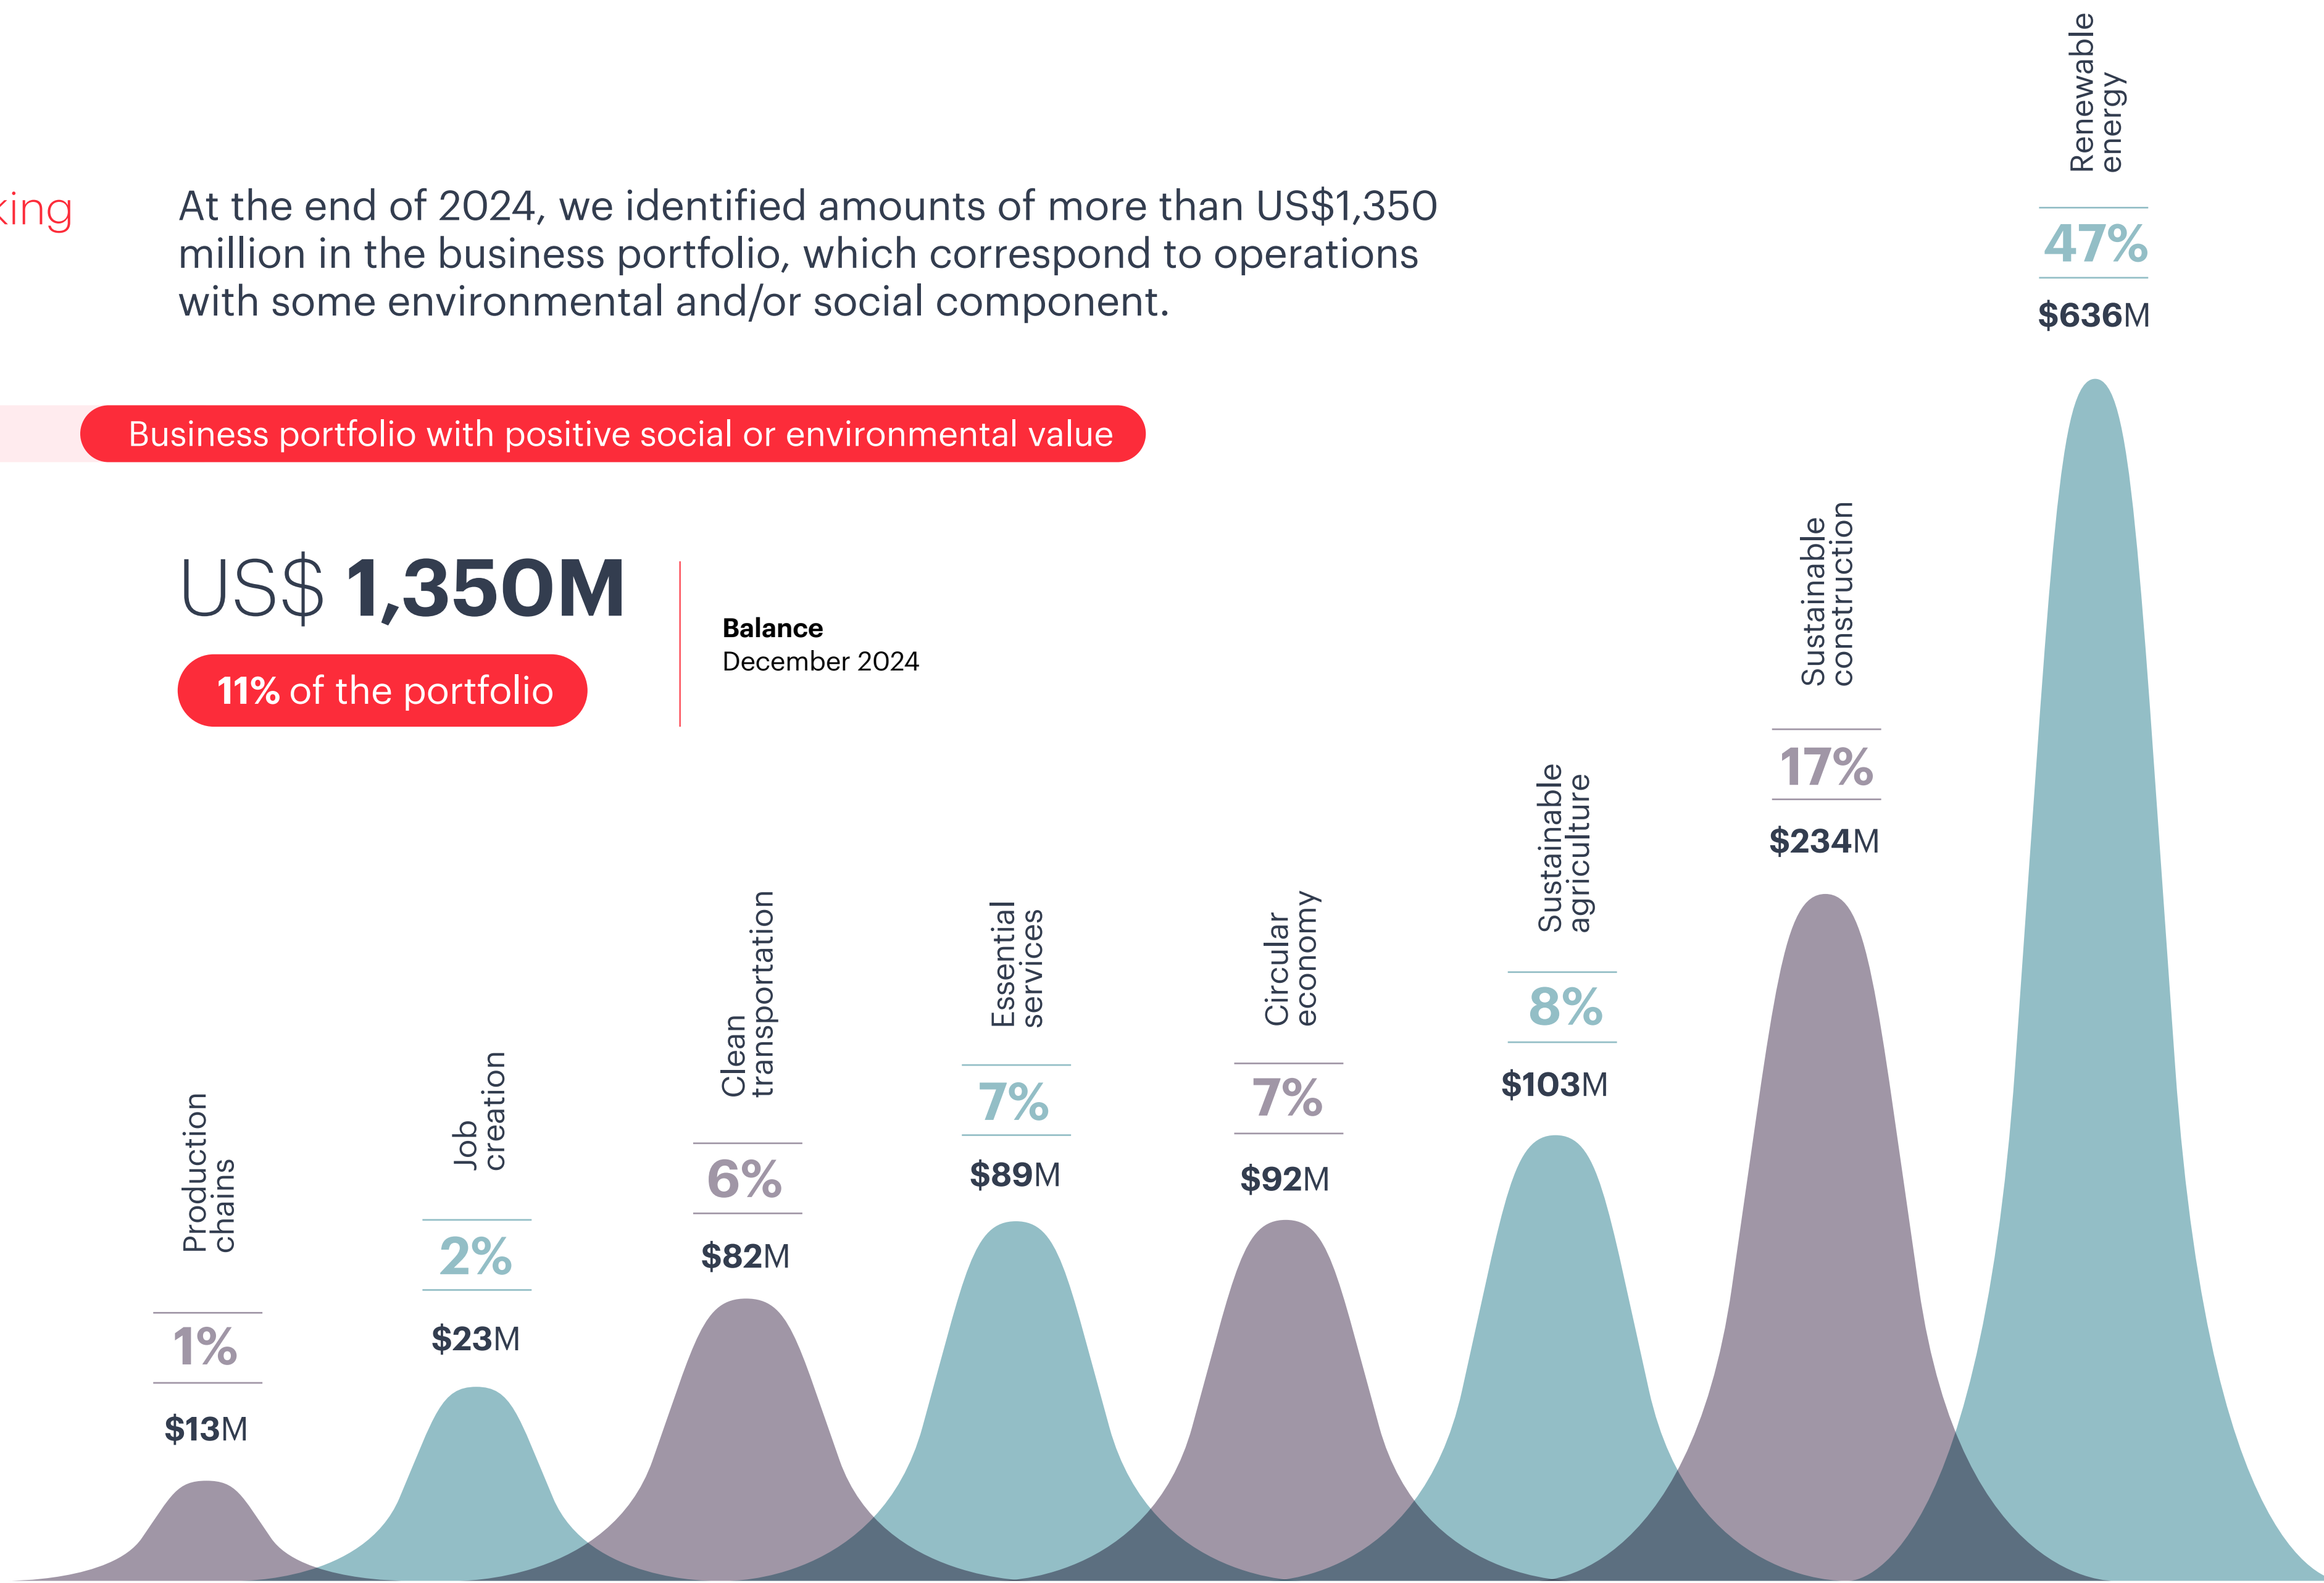 At the end of 2024, we identified amounts of more than US$1,350
million in the business portfolio, which correspond to operations
with some environmental and/or social component.
Business portfolio with positive social or environmental value
US$ 1,350M
11% of the portfolio
Balance
December 2024
Production
chains
1%
$13M
Job
creation
2%
$23M
Clean
transportation
6%
$82M
Essential
services
7%
$89M
Circular
economy
7%
$92M
Sustainable
agriculture
8%
$103M
Sustainable
construction
17%
$234M
Renewable
energy
47%
$636M